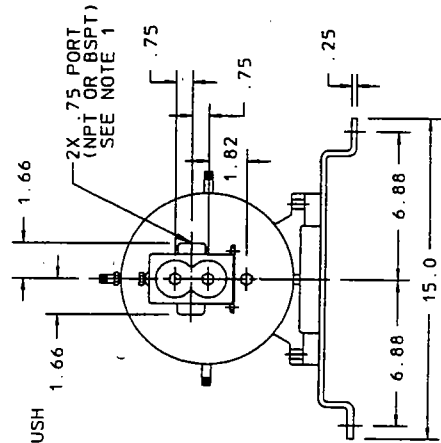 USH
1.66
1.66
2X .75 PORT
(NPT OR BSPT)
SEE NOTE 1
.75
.75
1.82
.25
6.88
6.88
15.0